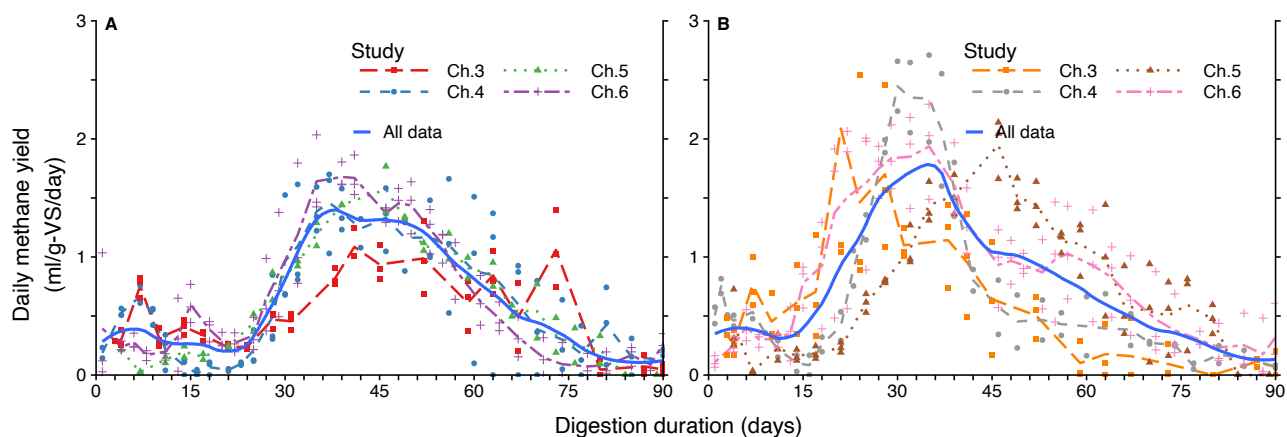 A
B
Daily methane yield
(ml/g-VS/day)
3
2
1
0
Study
Ch.3
Ch.5
Ch.4
Ch.6
All data
1
15
30
45
60
75
90
3
2
1
0
Study
Ch.3
Ch.5
Ch.4
Ch.6
All data
0
15
30
45
60
75
90
Digestion duration (days)